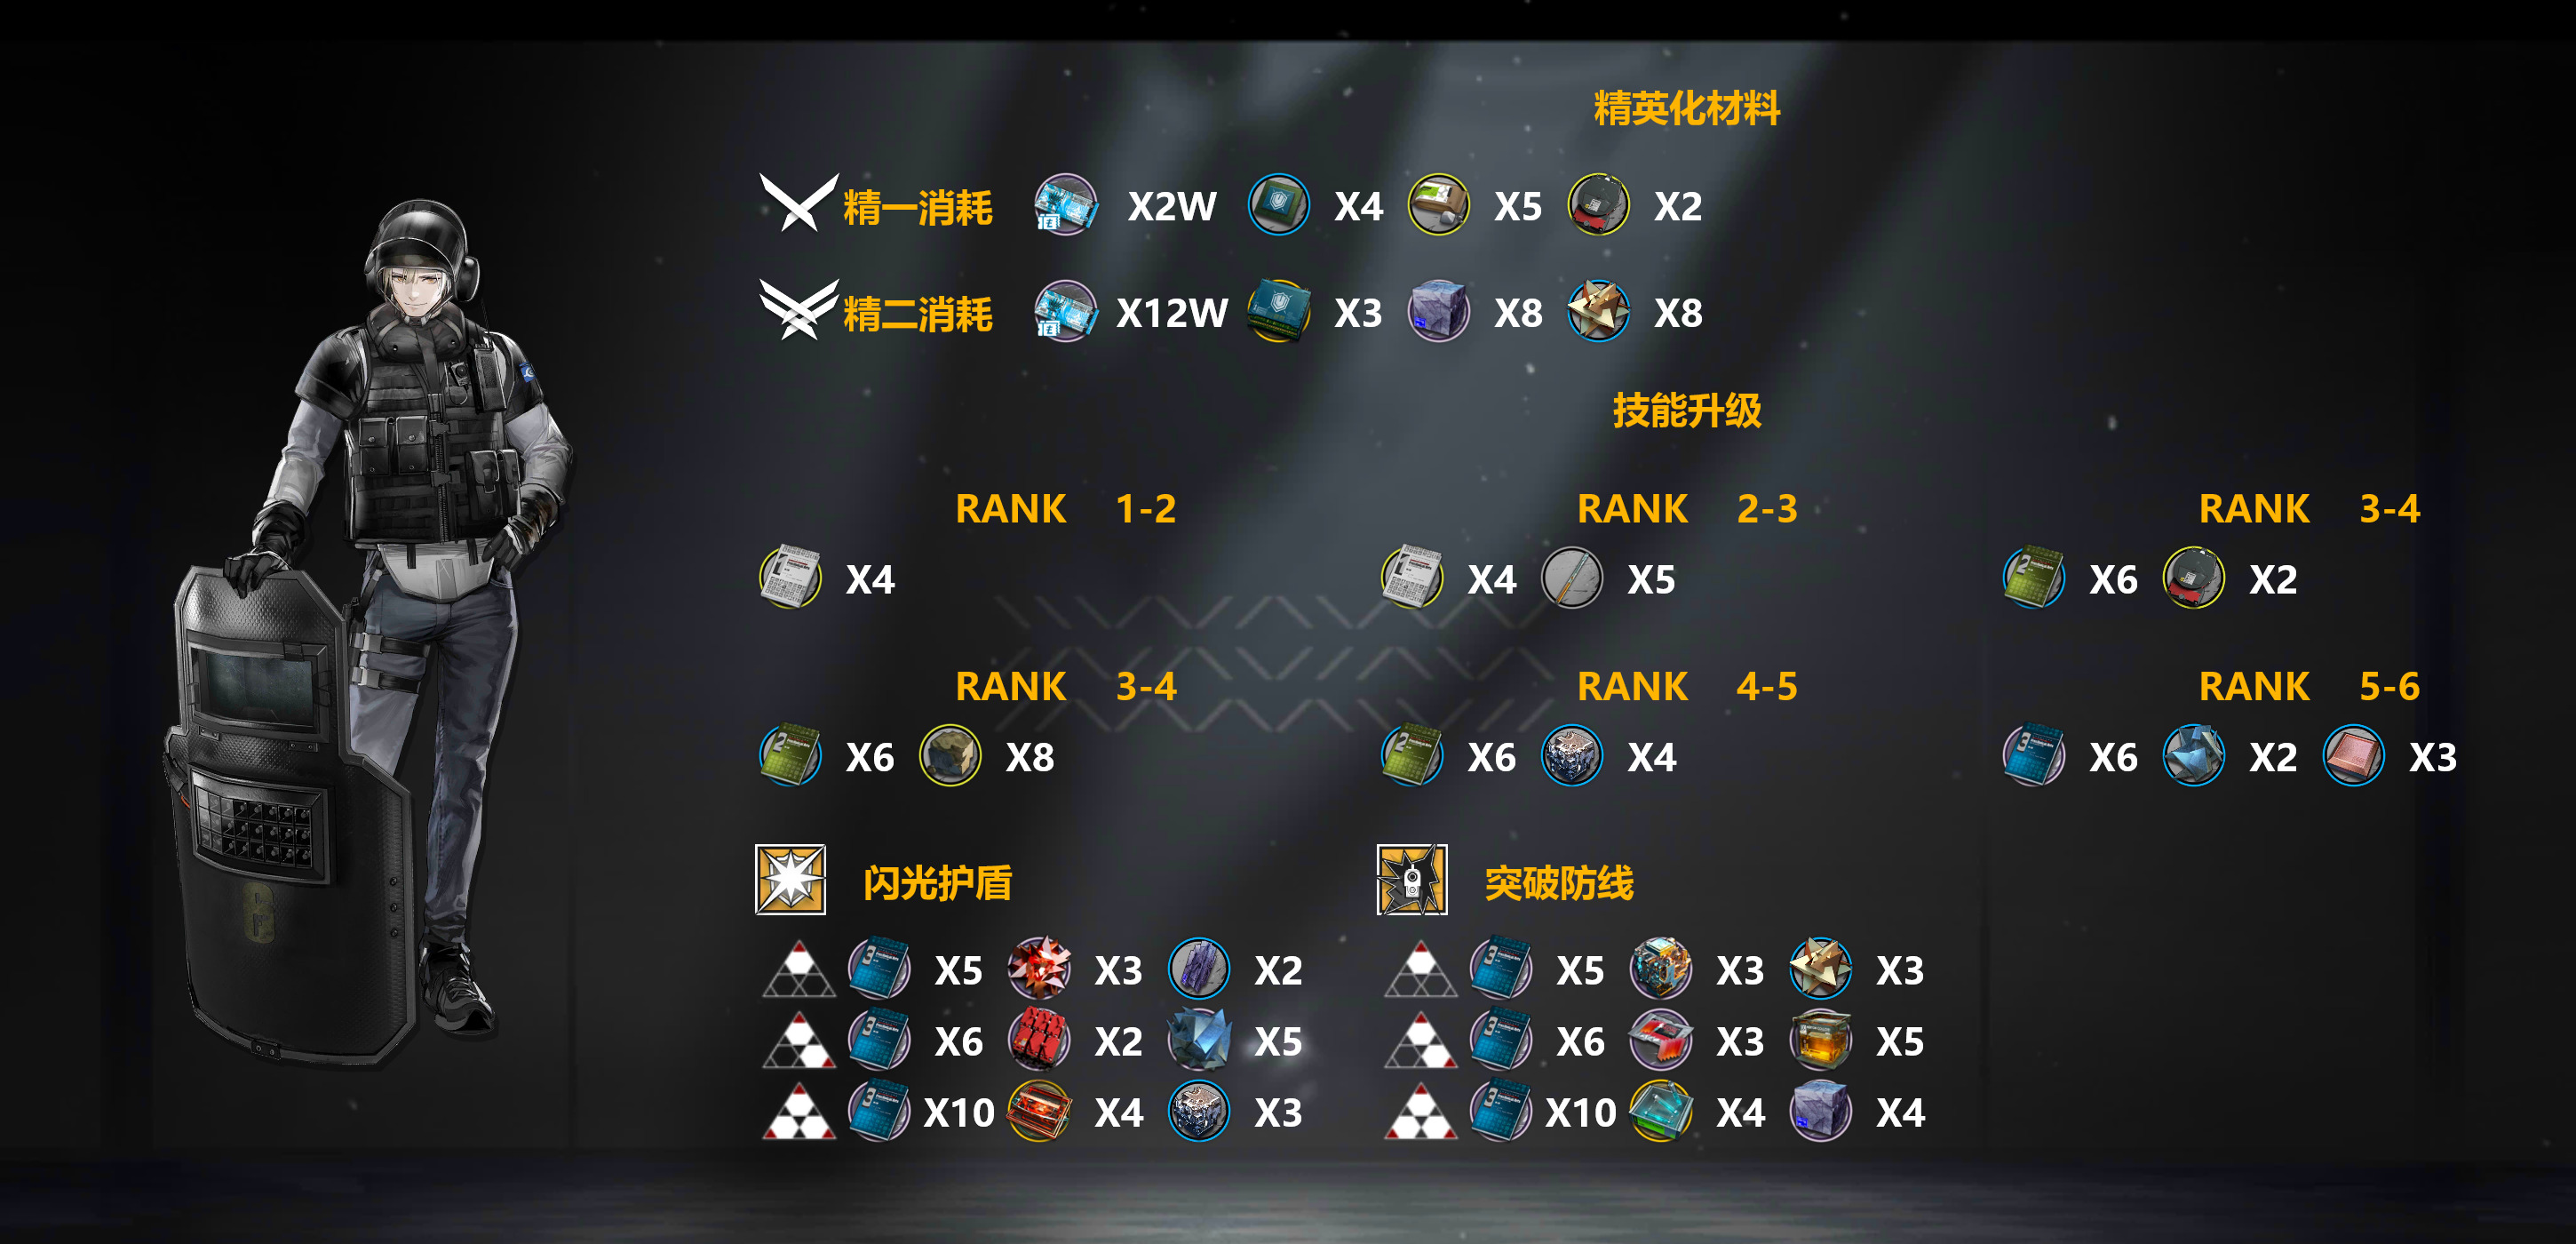 精英化材料
精一消耗 X2W X4 X5 X2
精二消耗 X12W X3 X8 X8
技能升级
RANK 1-2 RANK 2-3 RANK 3-4
X4 X4 X5 X6 X2
RANK 3-4 RANK 4-5 RANK 5-6
X6 X8 X6 X4 X6 X2 X3
闪光护盾 突破防线
X5 X3 X2 X5 X3 X3
X6 X2 X5 X6 X3 X5
X10 X4 X3 X10 X4 X4